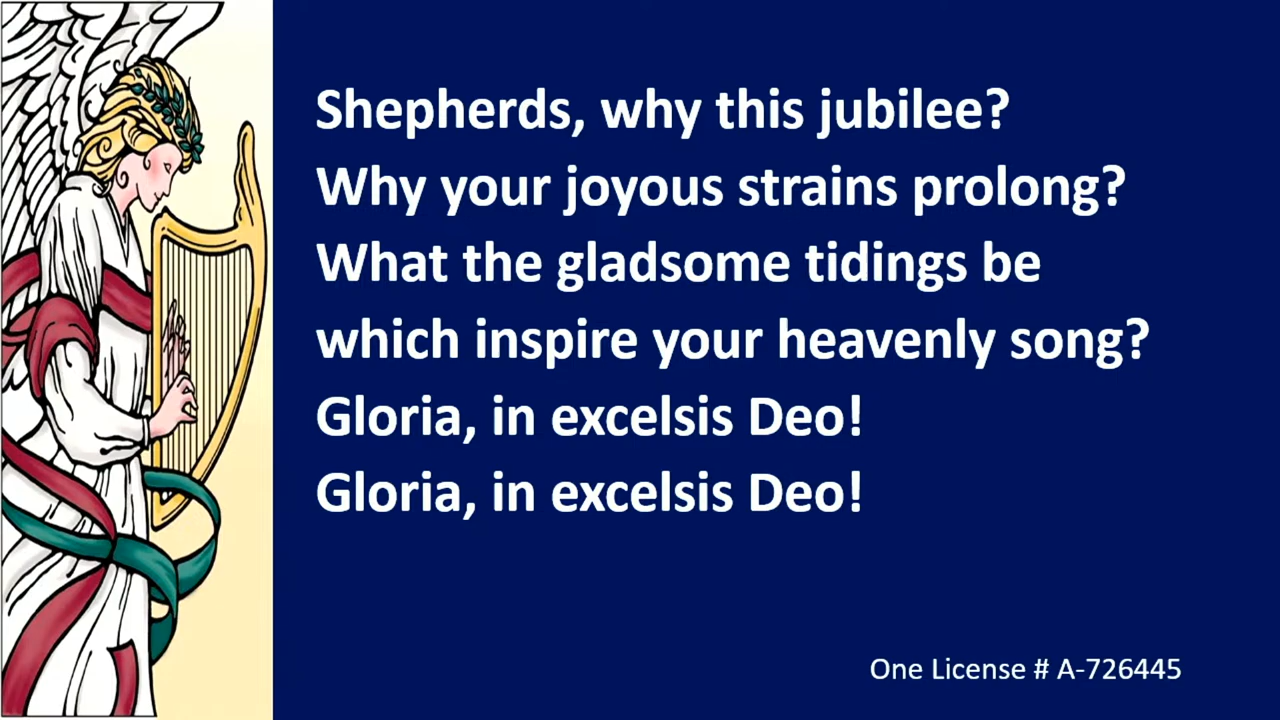 Shepherds, why this jubilee?
Why your joyous strains prolong?
What the gladsome tidings be
which inspire your heavenly song?
Gloria, in excelsis Deo!
Gloria, in excelsis Deo!
One License # A-726445